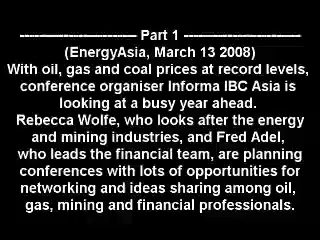 ------------------------ Part 1 ------------------------
(EnergyAsia, March 13 2008)
With oil, gas and coal prices at record levels,
conference organiser Informa IBC Asia is
looking at a busy year ahead.
Rebecca Wolfe, who looks after the energy
and mining industries, and Fred Adel,
who leads the financial team, are planning
conferences with lots of opportunities for
networking and ideas sharing among oil,
gas, mining and financial professionals.